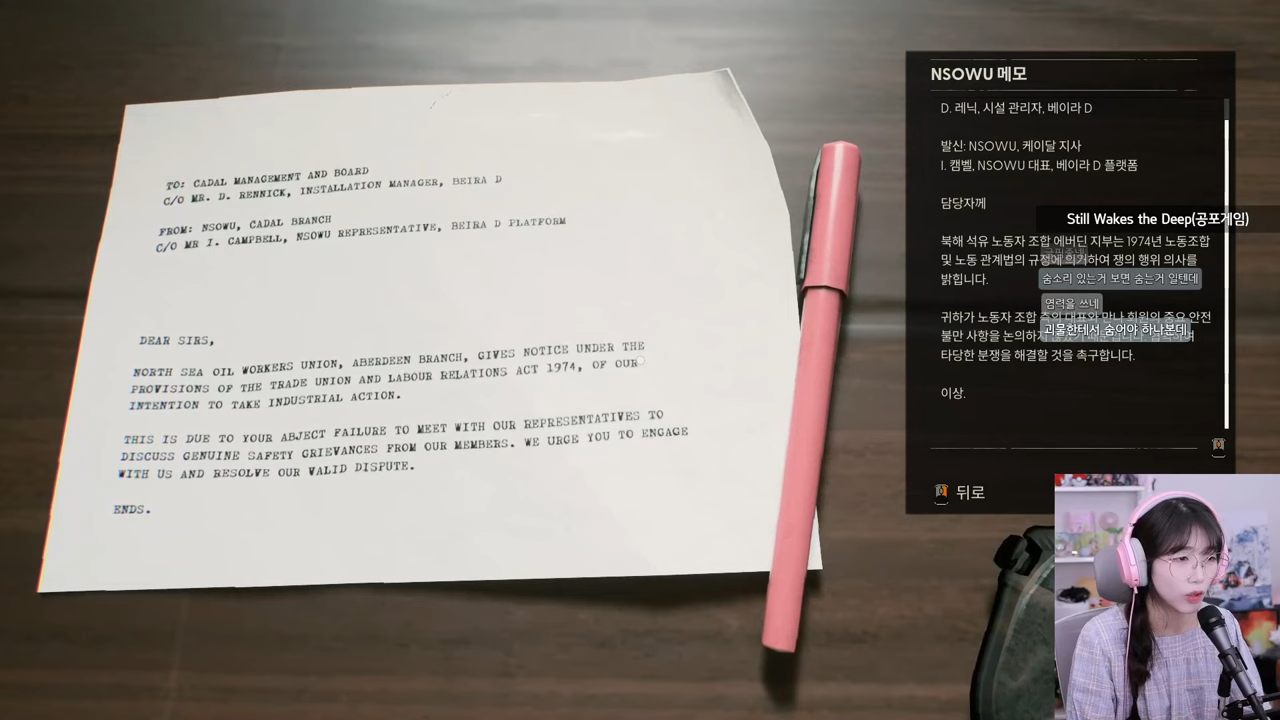 TO: CADAL MANAGEMENT AND BOARD
C/O MR. D. RENNICK, INSTALLATION MANAGER, BEIRA D
FROM: NSOWU, CADAL BRANCH
C/O MR I. CAMPBELL, NSOWU REPRESENTATIVE, BEIRA D PLATFORM
DEAR SIRS,
NORTH SEA OIL WORKERS UNION, ABERDEEN BRANCH, GIVES NOTICE UNDER THE
PROVISIONS OF THE TRADE UNION AND LABOUR RELATIONS ACT 1974, OF OUR
INTENTION TO TAKE INDUSTRIAL ACTION.
THIS IS DUE TO YOUR ABJECT FAILURE TO MEET WITH OUR REPRESENTATIVES TO
DISCUSS GENUINE SAFETY GRIEVANCES FROM OUR MEMBERS. WE URGE YOU TO ENGAGE
WITH US AND RESOLVE OUR VALID DISPUTE.
ENDS.
NSOWU 메모
D. 레닉, 시설 관리자, 베이라 D
발신: NSOWU, 케이달 지사
I. 캠벨, NSOWU 대표, 베이라 D 플랫폼
담당자께
Still Wakes the Deep(공포게임)
북해 석유 노동자 조합 에버딘 지부는 1974년 노동조합
및 노동 관계법의 규정에 의거하여 쟁의 행위 의사를
밝힙니다.
숨소리 있는거 보면 숨는거 일텐데
염력을 쓰네
귀하가 노동자 조합 측의 대표와 만나 회원의 중요 안전
불만 사항을 논의하지
괴물한테서 숨어야 하나본데
타당한 분쟁을 해결할 것을 촉구합니다.
이상.
뒤로